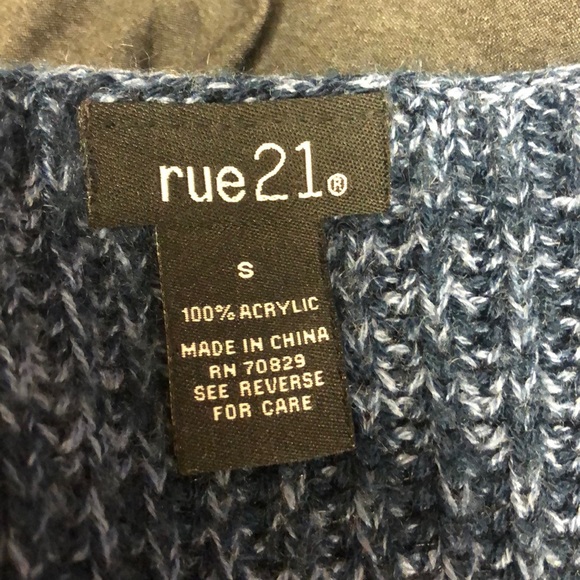 rue21®
S
100% ACRYLIC
MADE IN CHINA
RN 70829
SEE REVERSE
FOR CARE